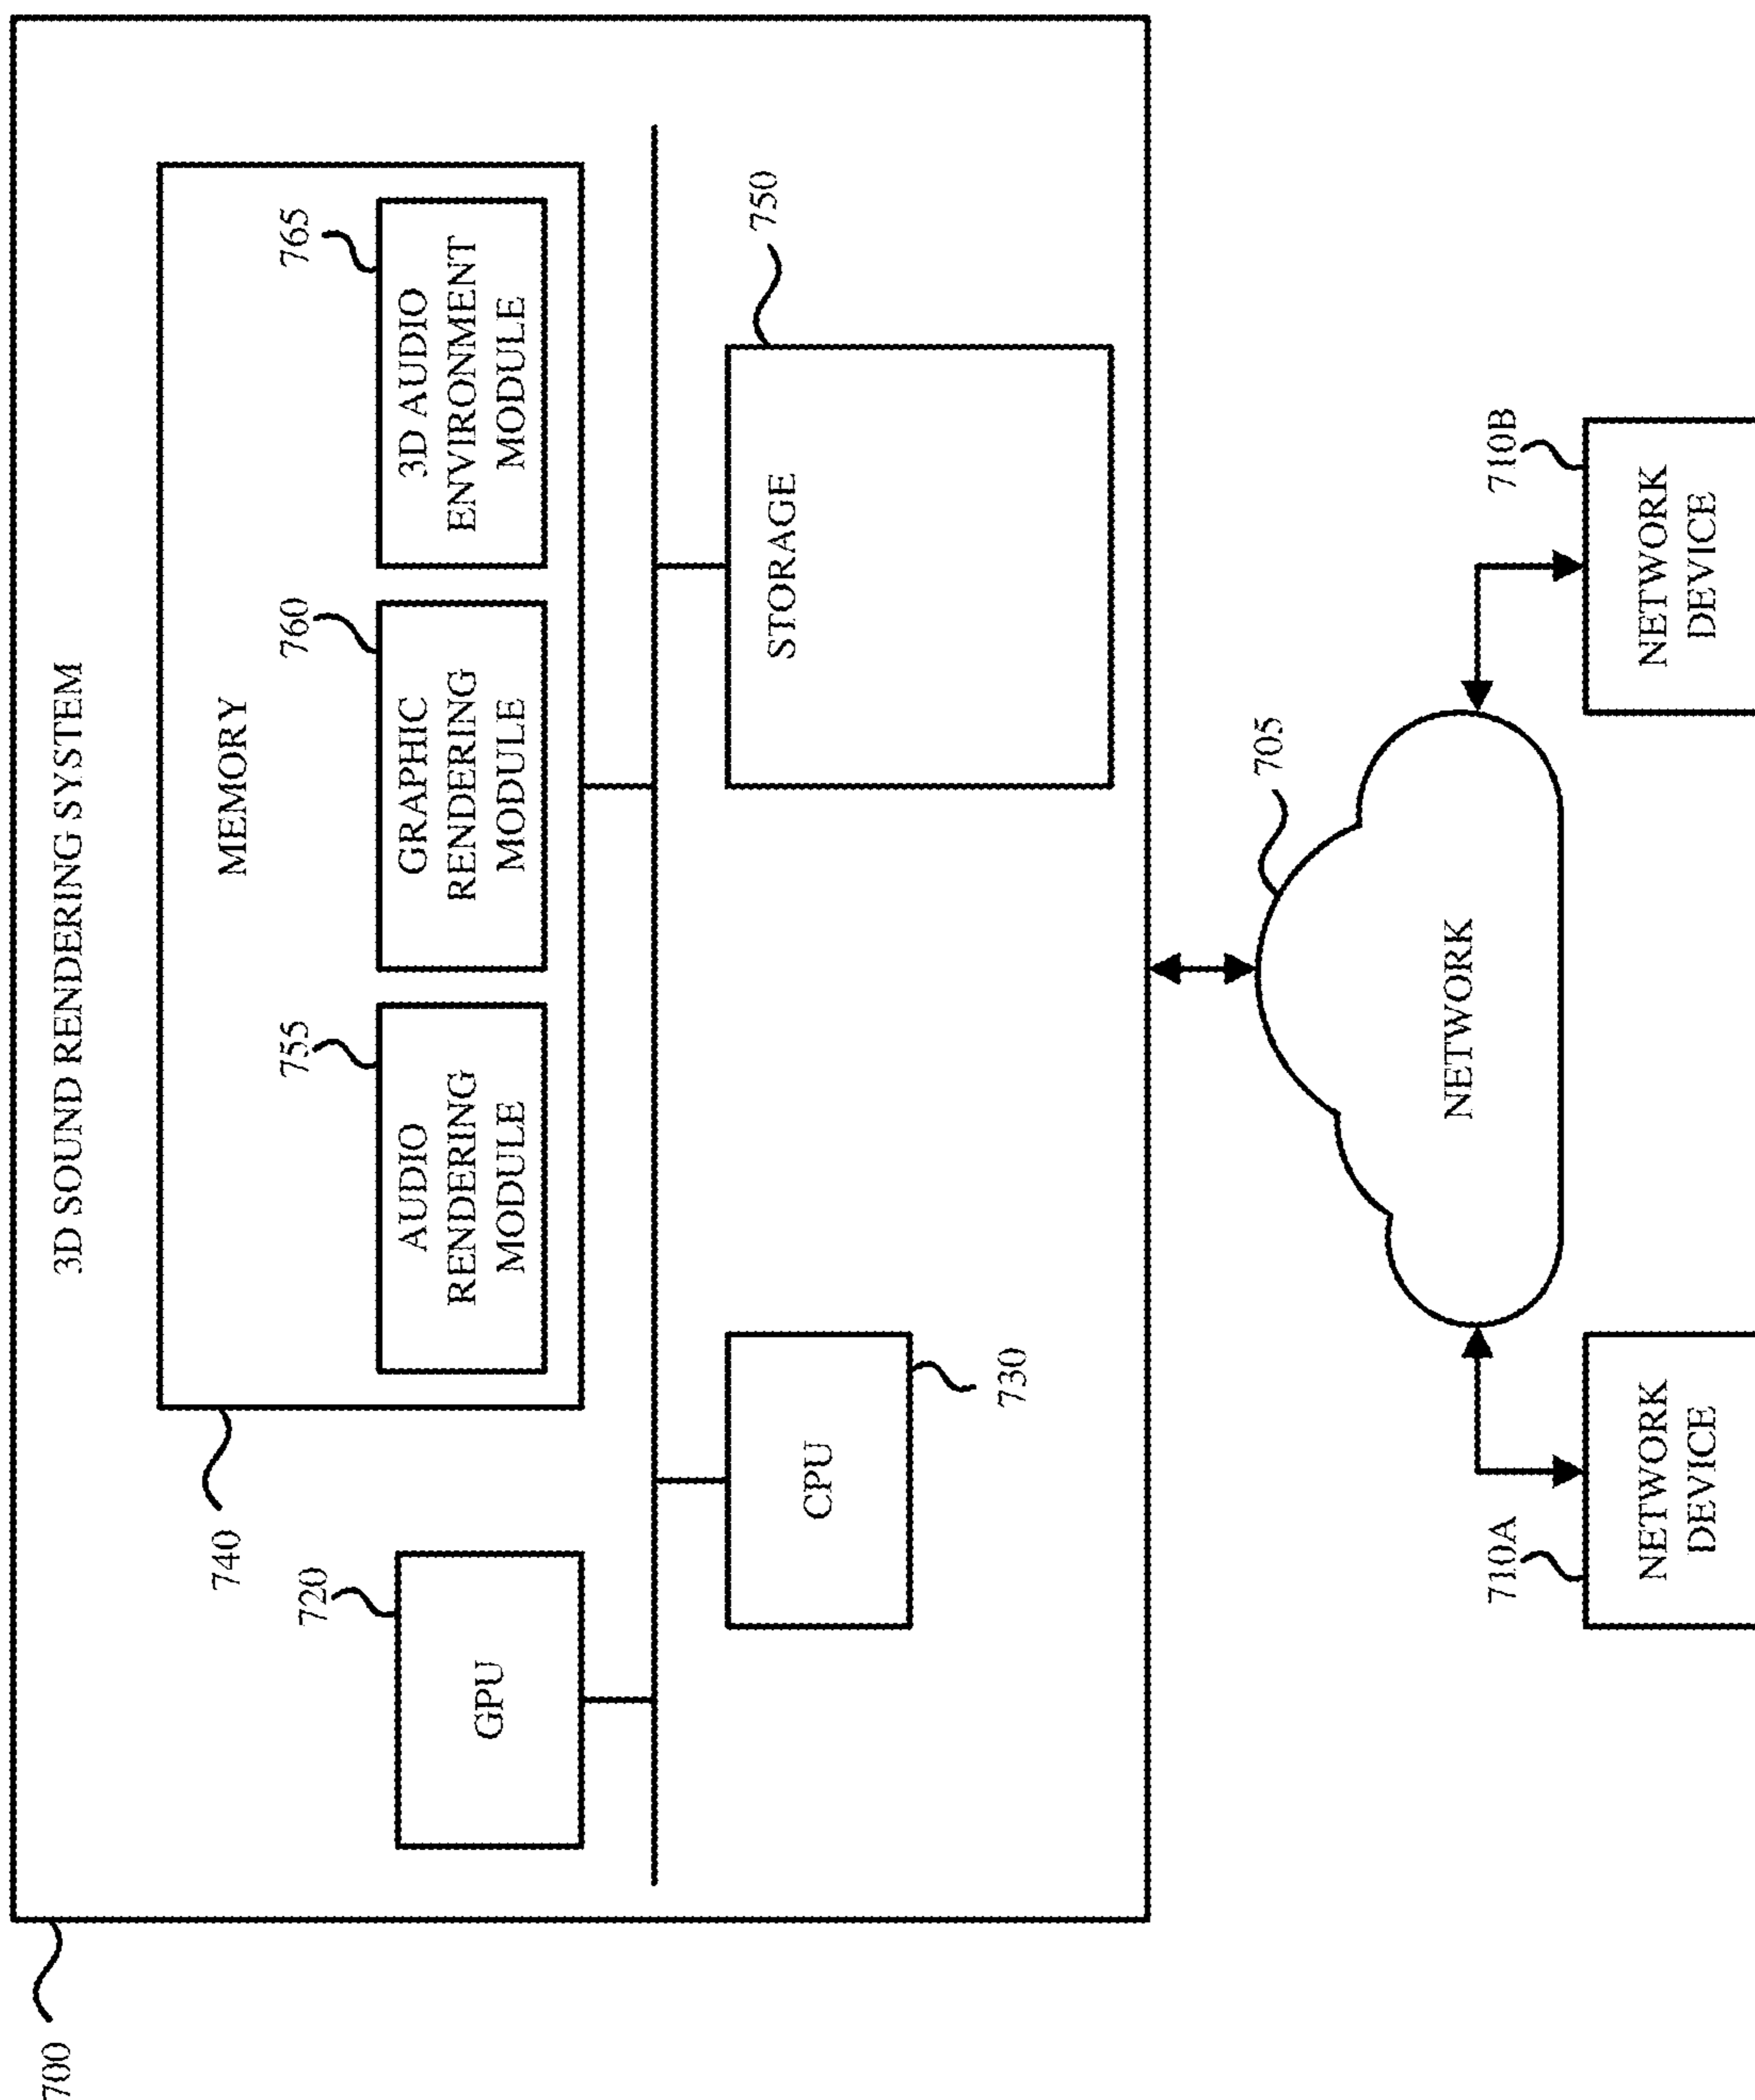 700
3D SOUND RENDERING SYSTEM
740
MEMORY
720
GPU
755
AUDIO
RENDERING
MODULE
760
GRAPHIC
RENDERING
MODULE
765
3D AUDIO
ENVIRONMENT
MODULE
CPU
730
STORAGE
750
705
NETWORK
710A
NETWORK
DEVICE
710B
NETWORK
DEVICE